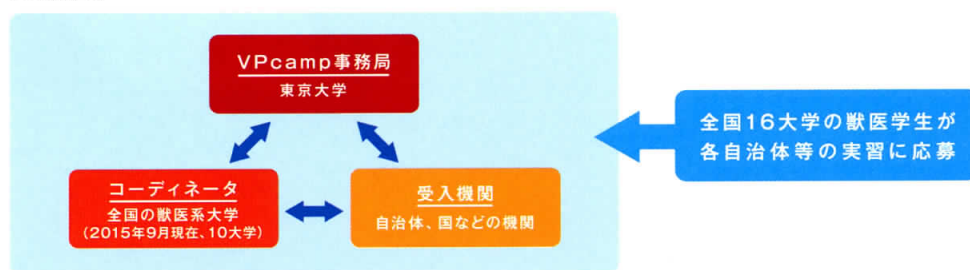 VPcamp事務局
東京大学
全国16大学の獣医学生が
各自治体等の実習に応募
コーディネータ
全国の獣医系大学
(2015年9月現在、10大学)
受入機関
自治体、国などの機関